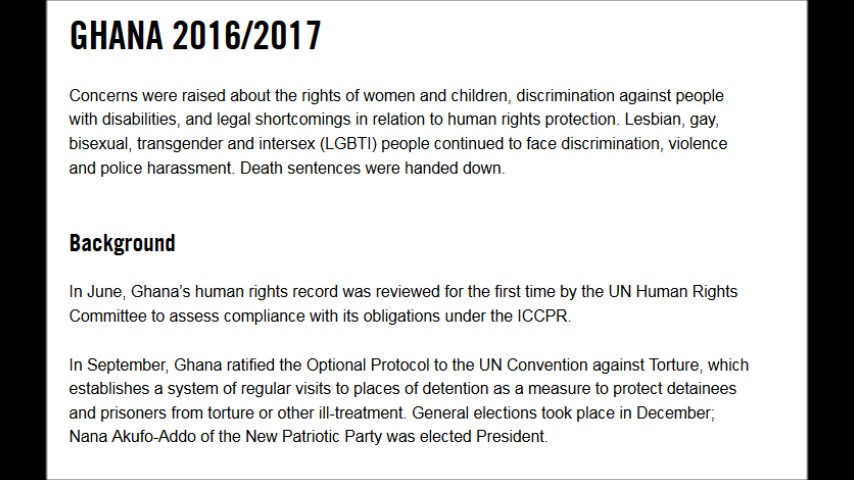 GHANA 2016/2017
Concerns were raised about the rights of women and children, discrimination against people
with disabilities, and legal shortcomings in relation to human rights protection. Lesbian, gay,
bisexual, transgender and intersex (LGBTI) people continued to face discrimination, violence
and police harassment. Death sentences were handed down.
Background
In June, Ghana’s human rights record was reviewed for the first time by the UN Human Rights
Committee to assess compliance with its obligations under the ICCPR.
In September, Ghana ratified the Optional Protocol to the UN Convention against Torture, which
establishes a system of regular visits to places of detention as a measure to protect detainees
and prisoners from torture or other ill-treatment. General elections took place in December;
Nana Akufo-Addo of the New Patriotic Party was elected President.